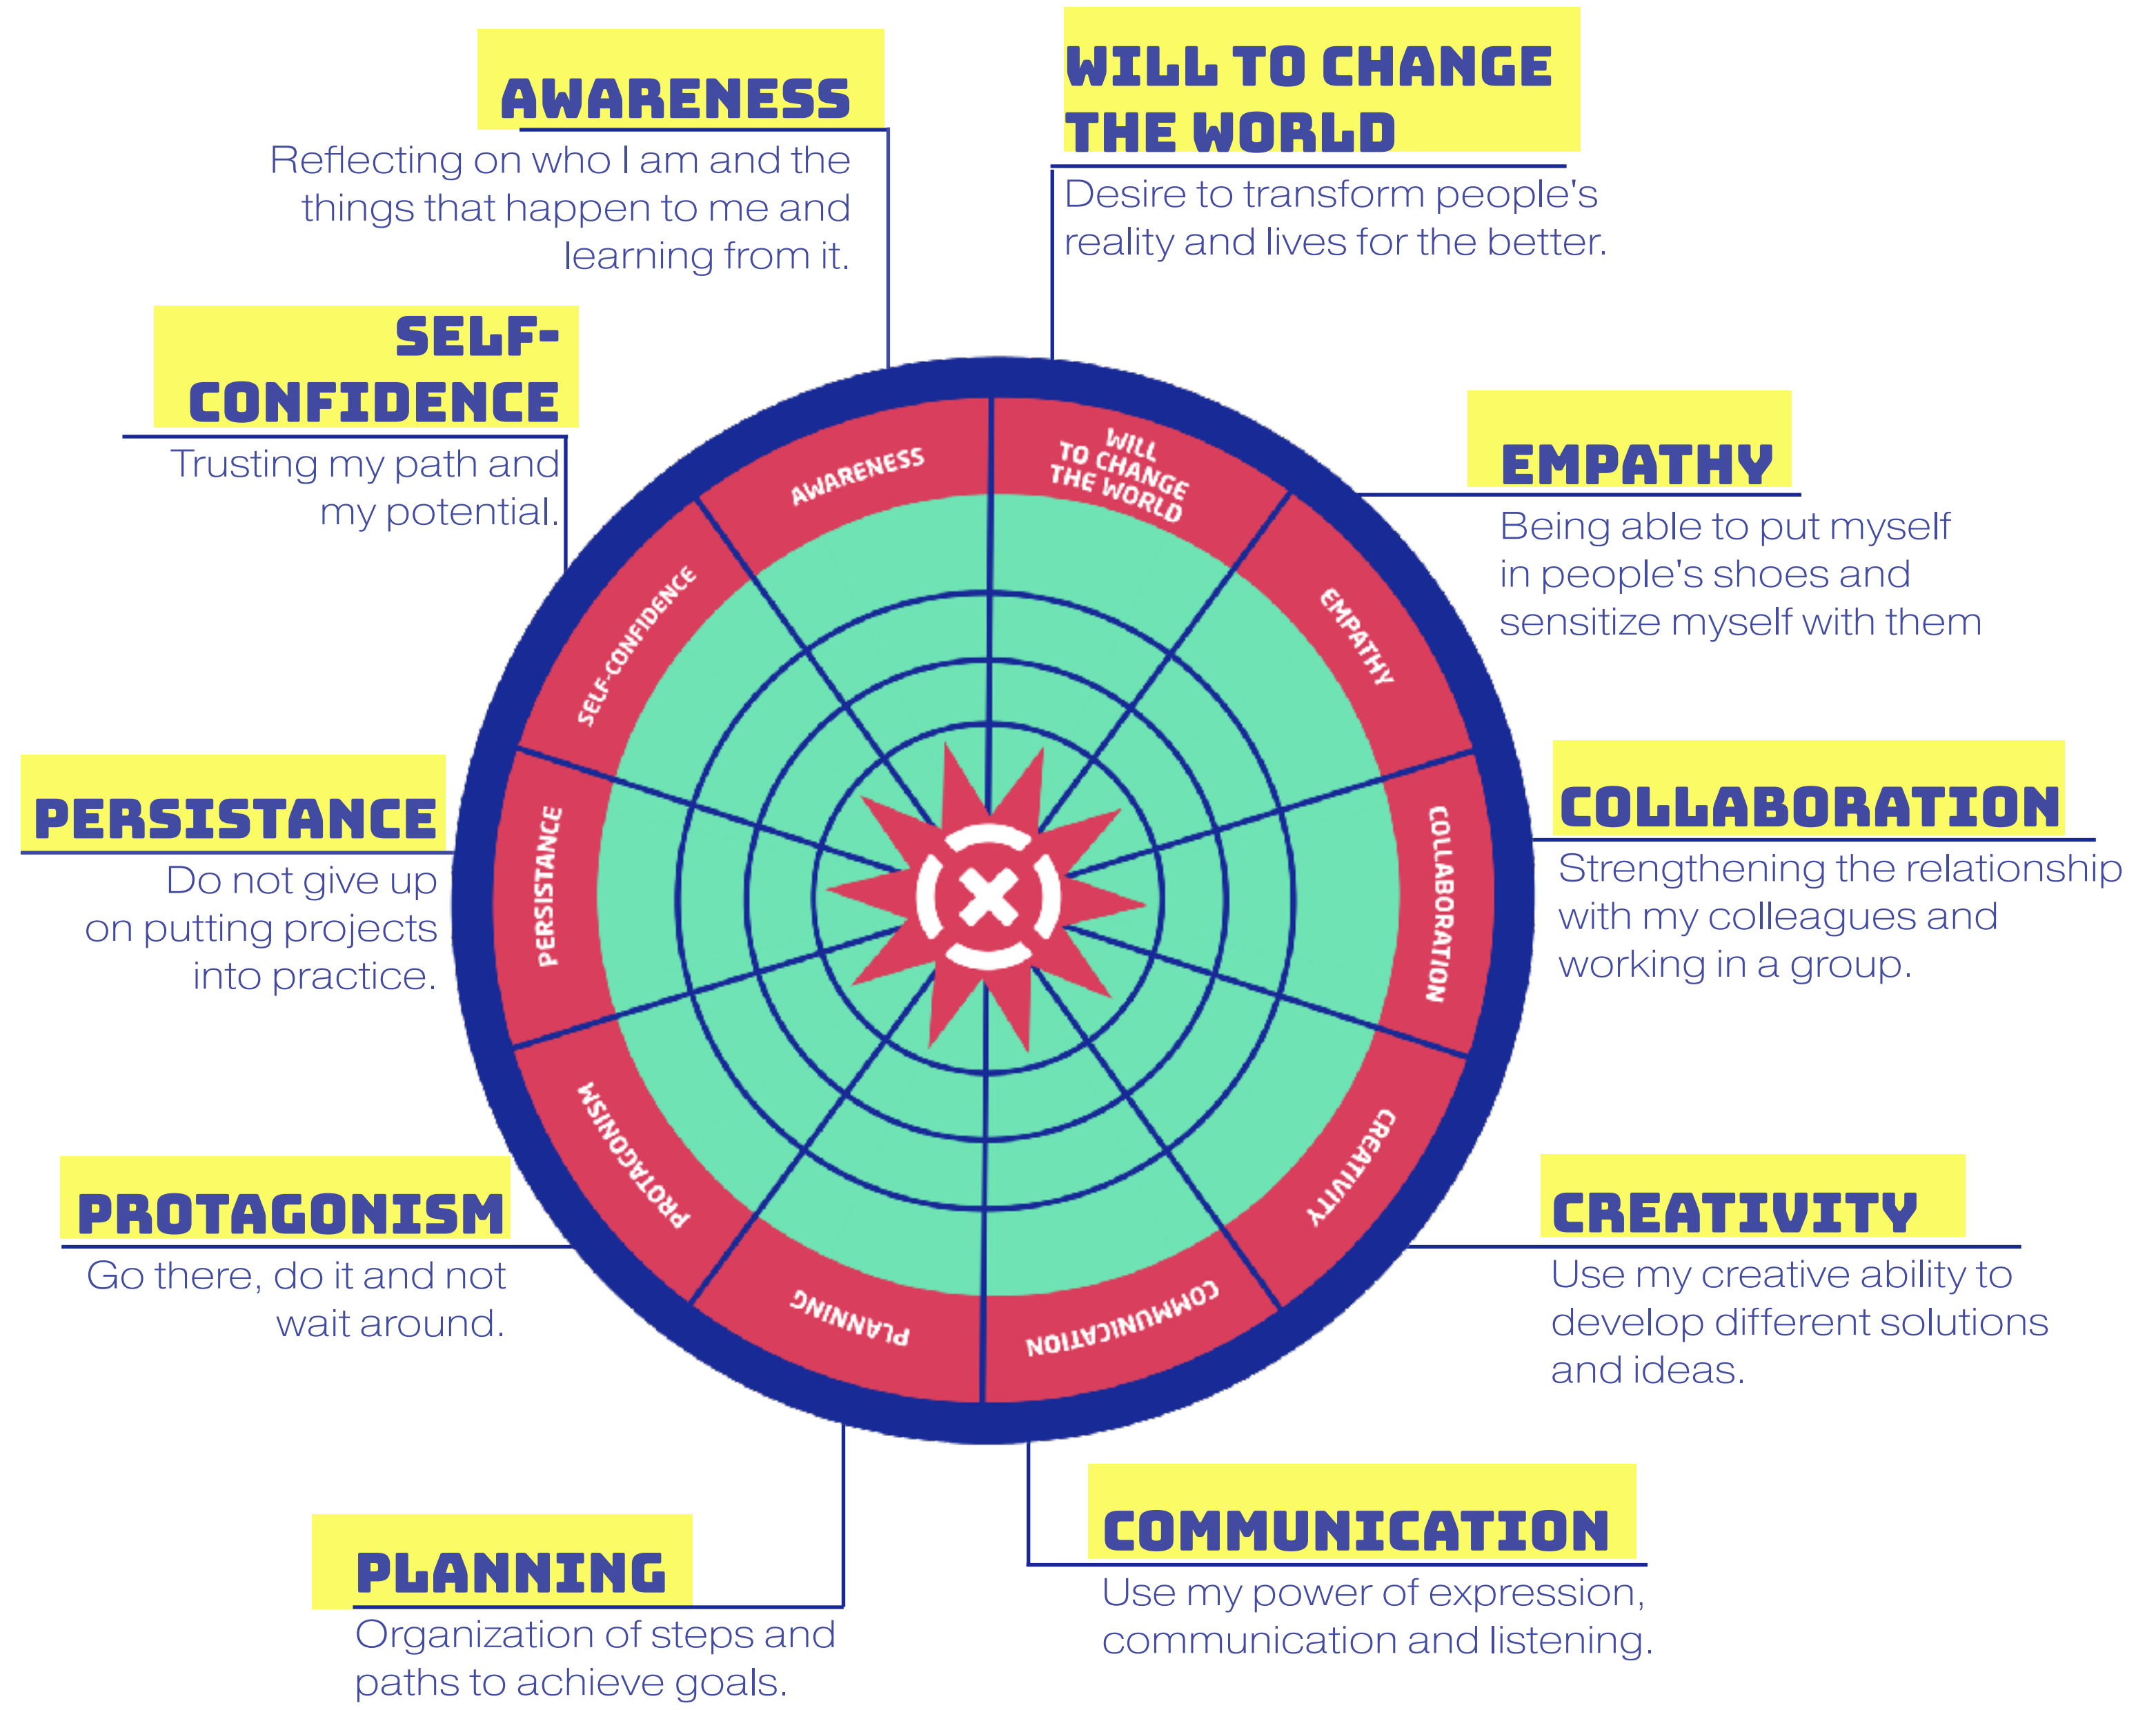 AWARENESS
Reflecting on who I am and the
things that happen to me and
learning from it.
WILL TO CHANGE
THE WORLD
Desire to transform people's
reality and lives for the better.
SELF-
CONFIDENCE
Trusting my path and
my potential.
EMPATHY
Being able to put myself
in people's shoes and
sensitize myself with them
PERSISTANCE
Do not give up
on putting projects
into practice.
COLLABORATION
Strengthening the relationship
with my colleagues and
working in a group.
PROTAGONISM
Go there, do it and not
wait around.
CREATIVITY
Use my creative ability to
develop different solutions
and ideas.
PLANNING
Organization of steps and
paths to achieve goals.
COMMUNICATION
Use my power of expression,
communication and listening.
AWARENESS
WILL
TO CHANGE
THE WORLD
EMPATHY
COLLABORATION
CREATIVITY
COMMUNICATION
PLANNING
PROTAGONISM
PERSISTANCE
SELF-CONFIDENCE